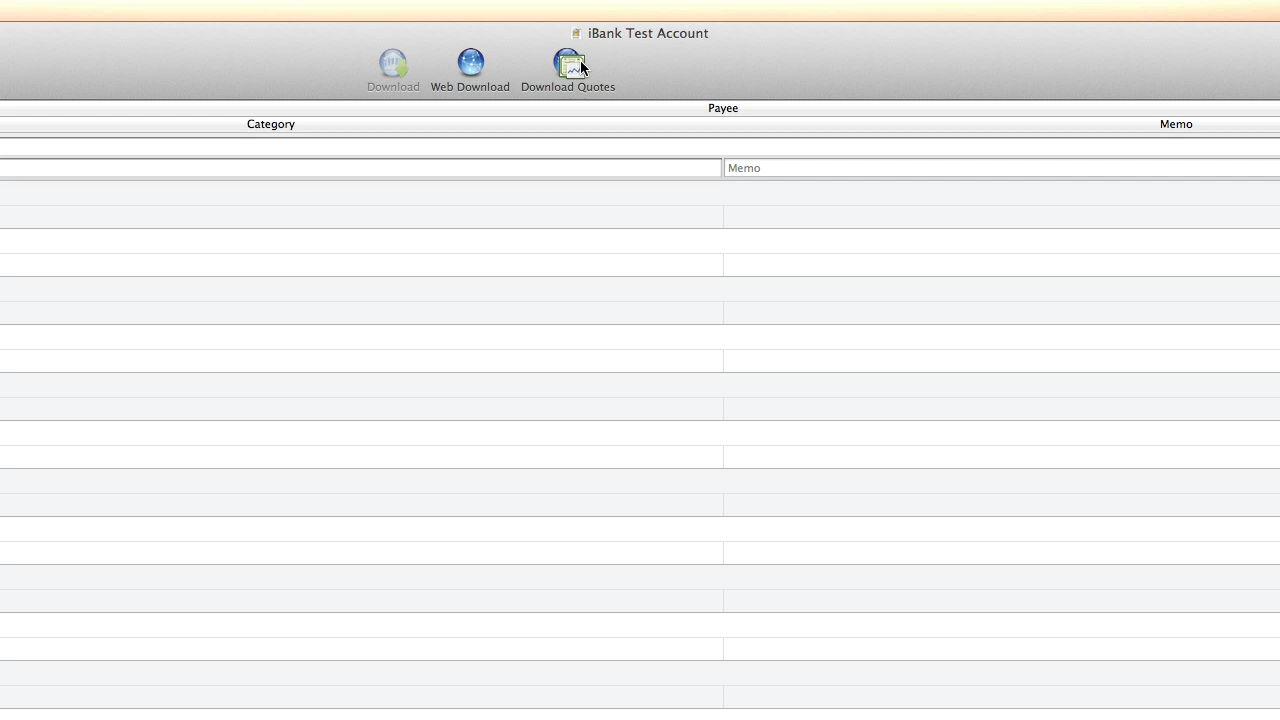 iBank Test Account
Download Web Download Download Quotes
Payee
Category Memo
Memo